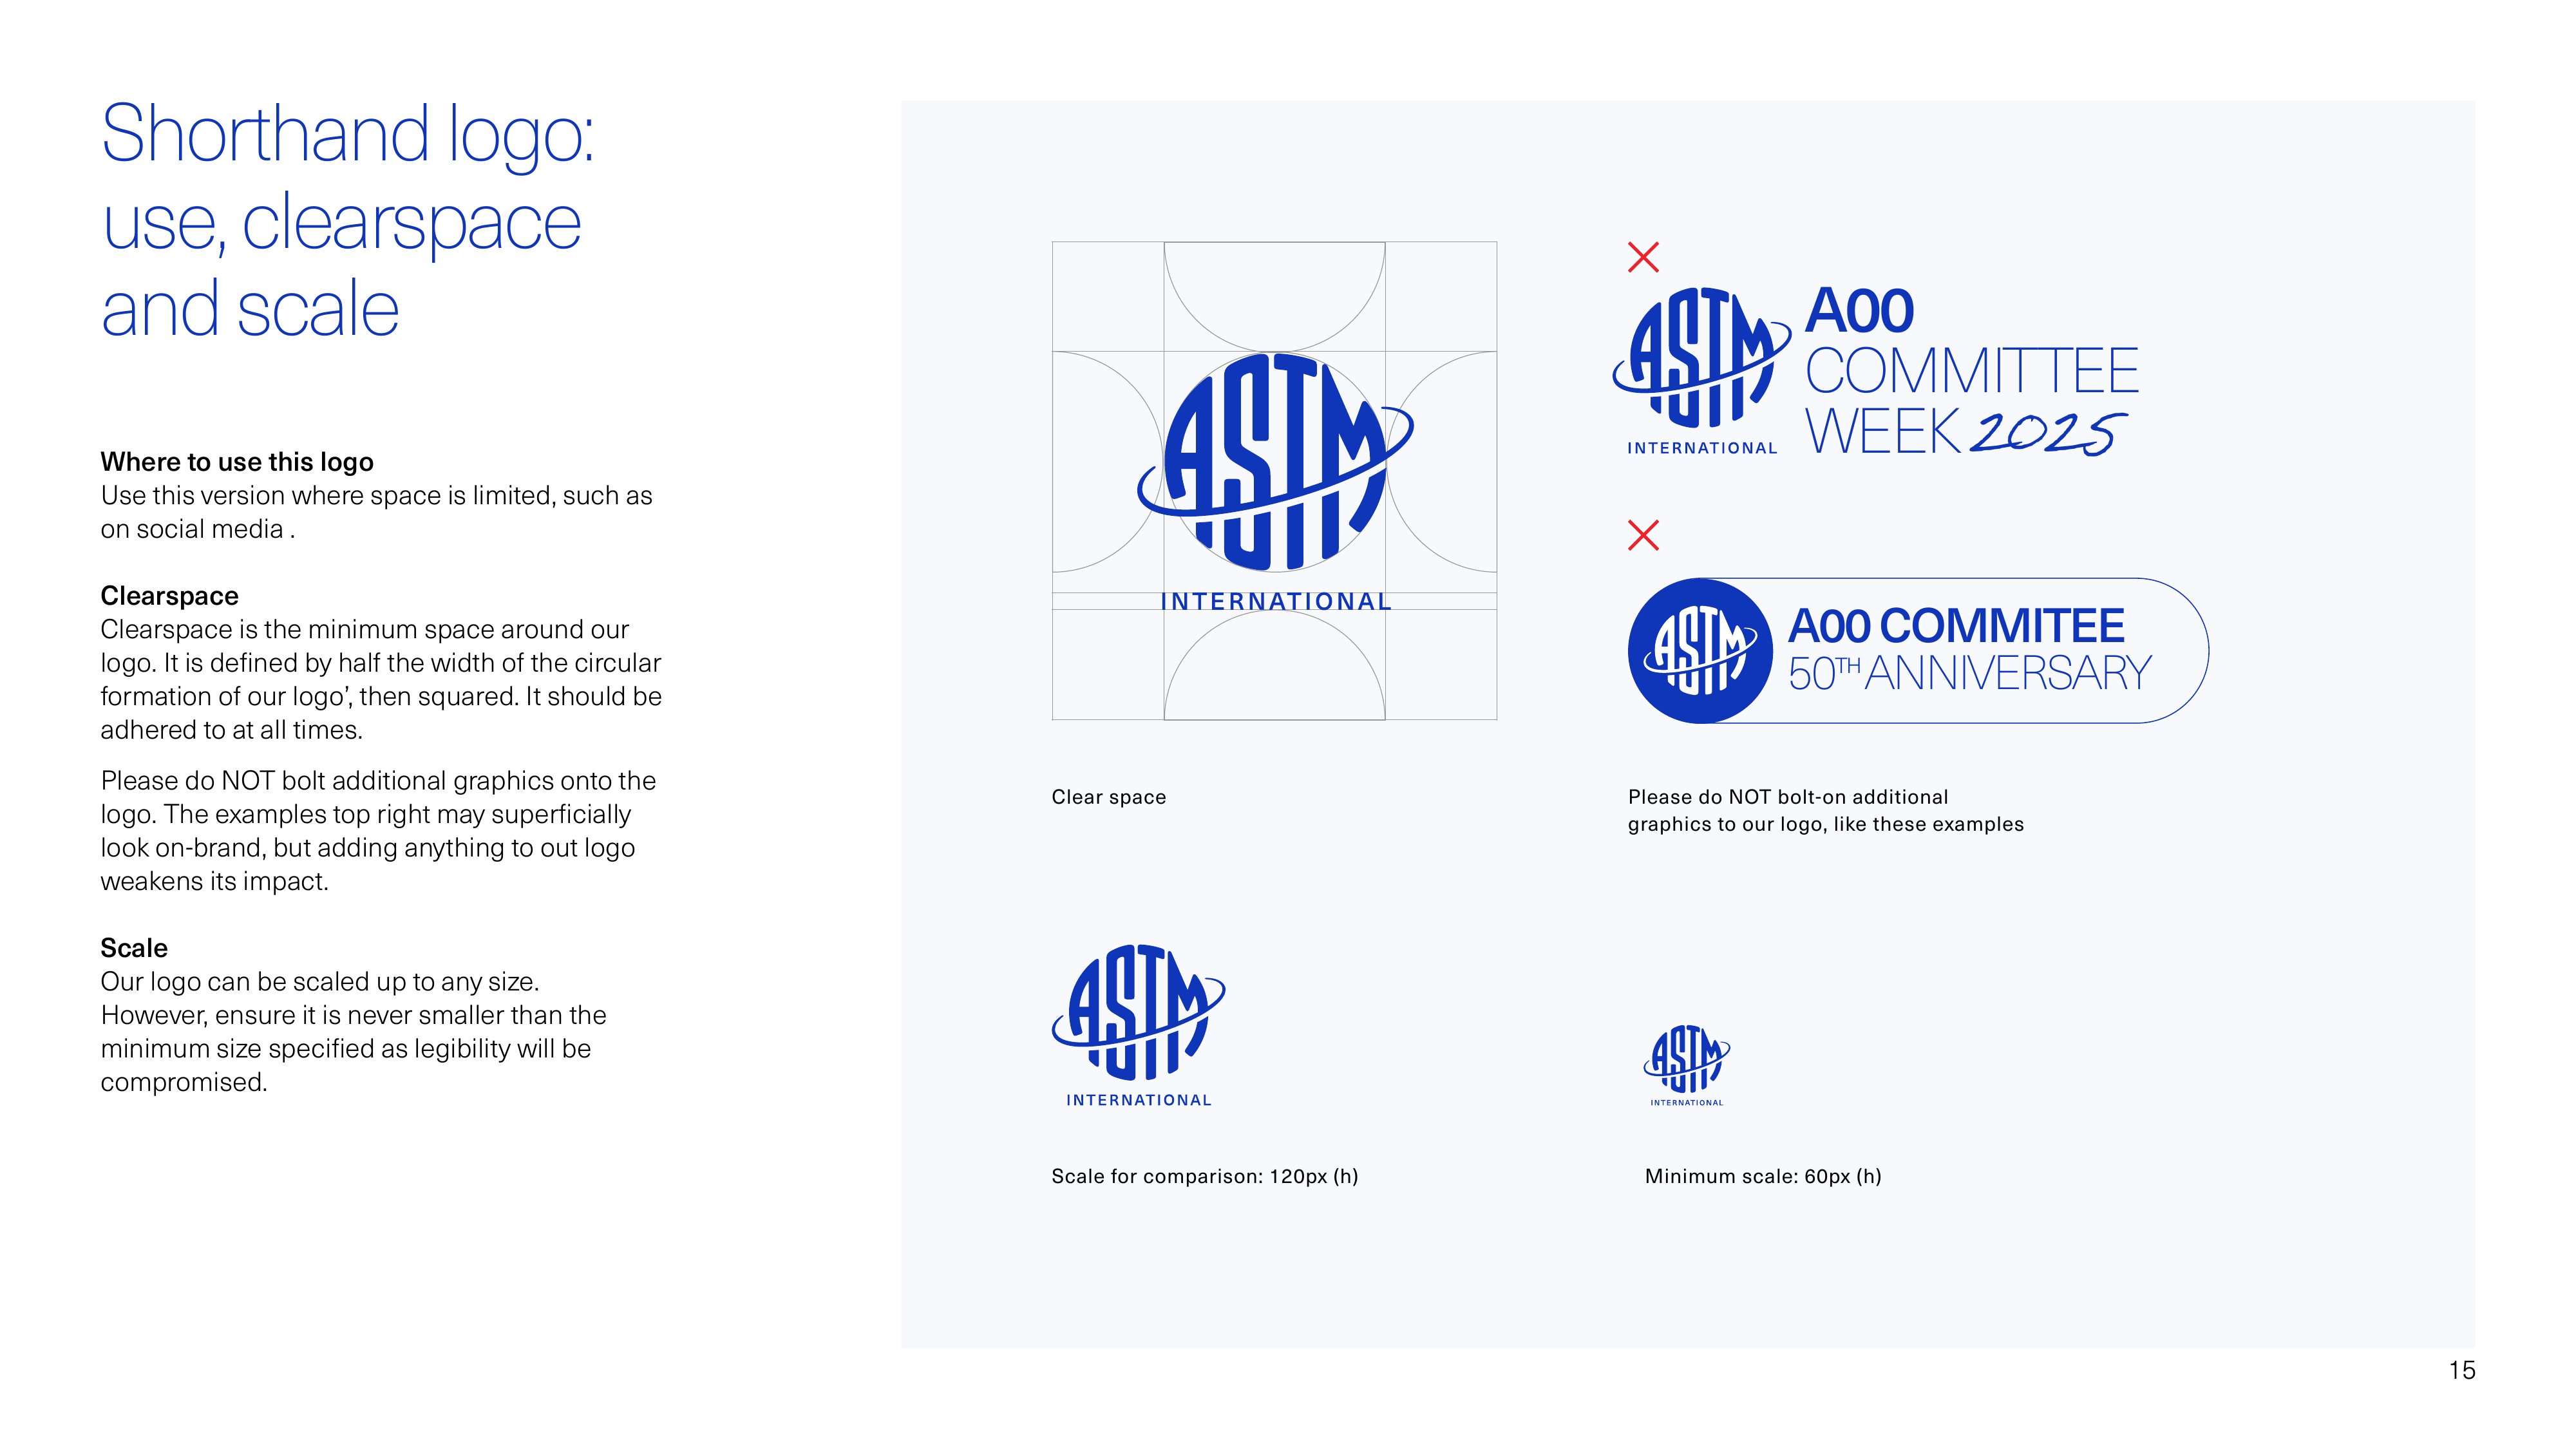 Shorthand logo:
use, clearspace
and scale
Where to use this logo
Use this version where space is limited, such as
on social media .
Clearspace
Clearspace is the minimum space around our
logo. It is defined by half the width of the circular
formation of our logo’, then squared. It should be
adhered to at all times.
Please do NOT bolt additional graphics onto the
logo. The examples top right may superficially
look on-brand, but adding anything to out logo
weakens its impact.
Scale
Our logo can be scaled up to any size.
However, ensure it is never smaller than the
minimum size specified as legibility will be
compromised.
ASTM
INTERNATIONAL
Clear space
ASTM
INTERNATIONAL
A00
COMMITTEE
WEEK 2025
ASTM
A00 COMMITEE
50TH ANNIVERSARY
Please do NOT bolt-on additional
graphics to our logo, like these examples
ASTM
INTERNATIONAL
Scale for comparison: 120px (h)
ASTM
INTERNATIONAL
Minimum scale: 60px (h)
15